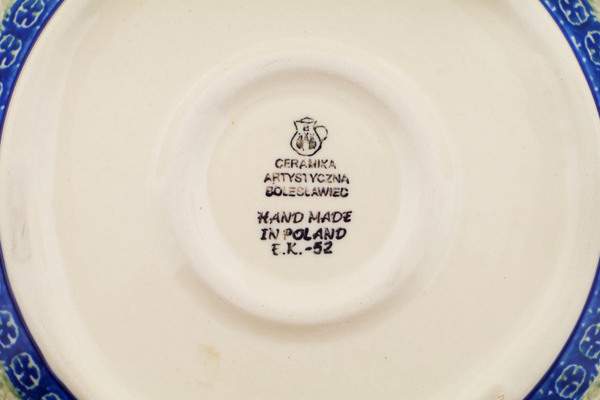 CERAMIKA
ARTYSTYCZNA
BOLESŁAWIEC
HAND MADE
IN POLAND
E.K.-52